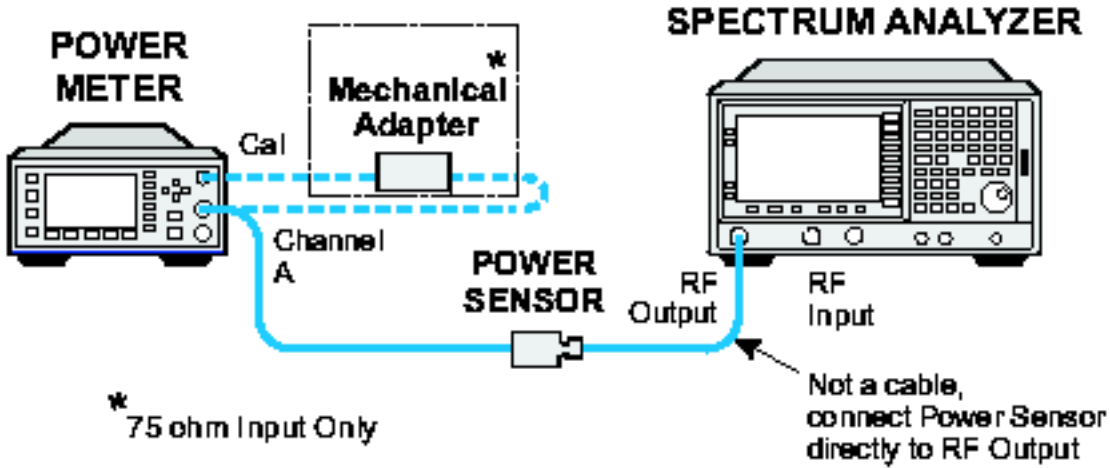 POWER
METER
SPECTRUM ANALYZER
*
Mechanical
Adapter
Cal
Channel
A
POWER
SENSOR
RF
Output
RF
Input
Not a cable,
connect Power Sensor
directly to RF Output
*
75 ohm Input Only